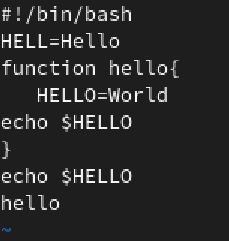 #!/bin/bash
HELL=Hello
function hello{
   HELLO=World
echo $HELLO
}
echo $HELLO
hello
~